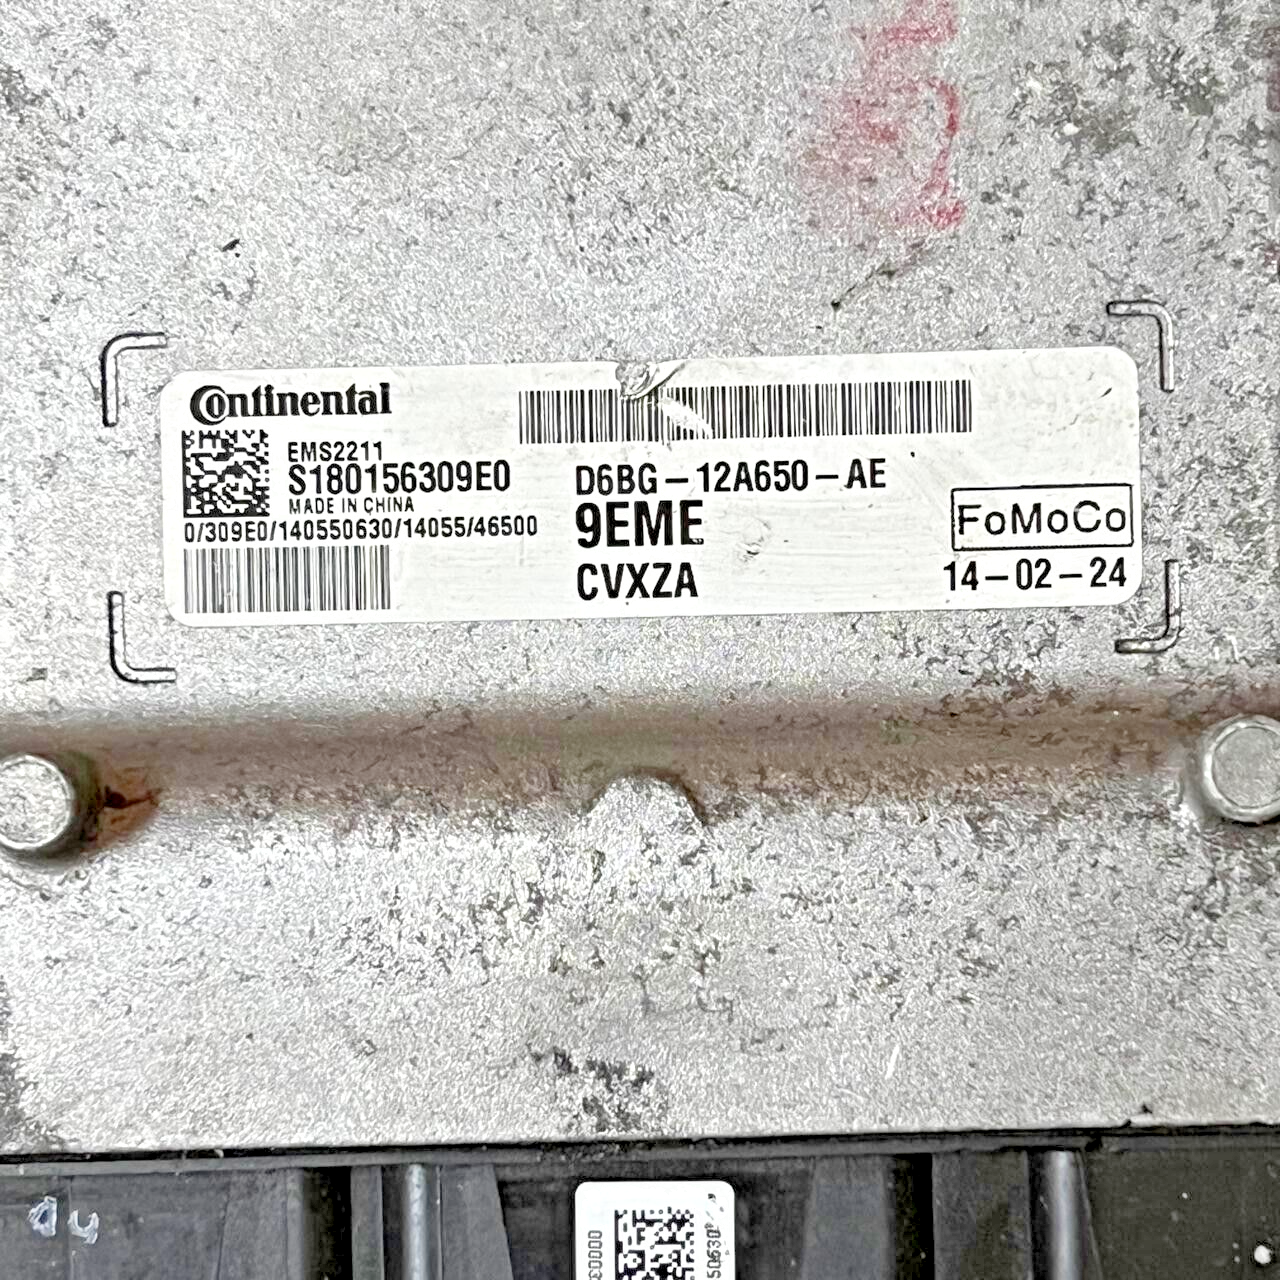 Continental
EMS2211
S180156309E0
MADE IN CHINA
0/309E0/140550630/14055/46500
D6BG-12A650-AE
9EME
CVXZA
FoMoCo
14-02-24